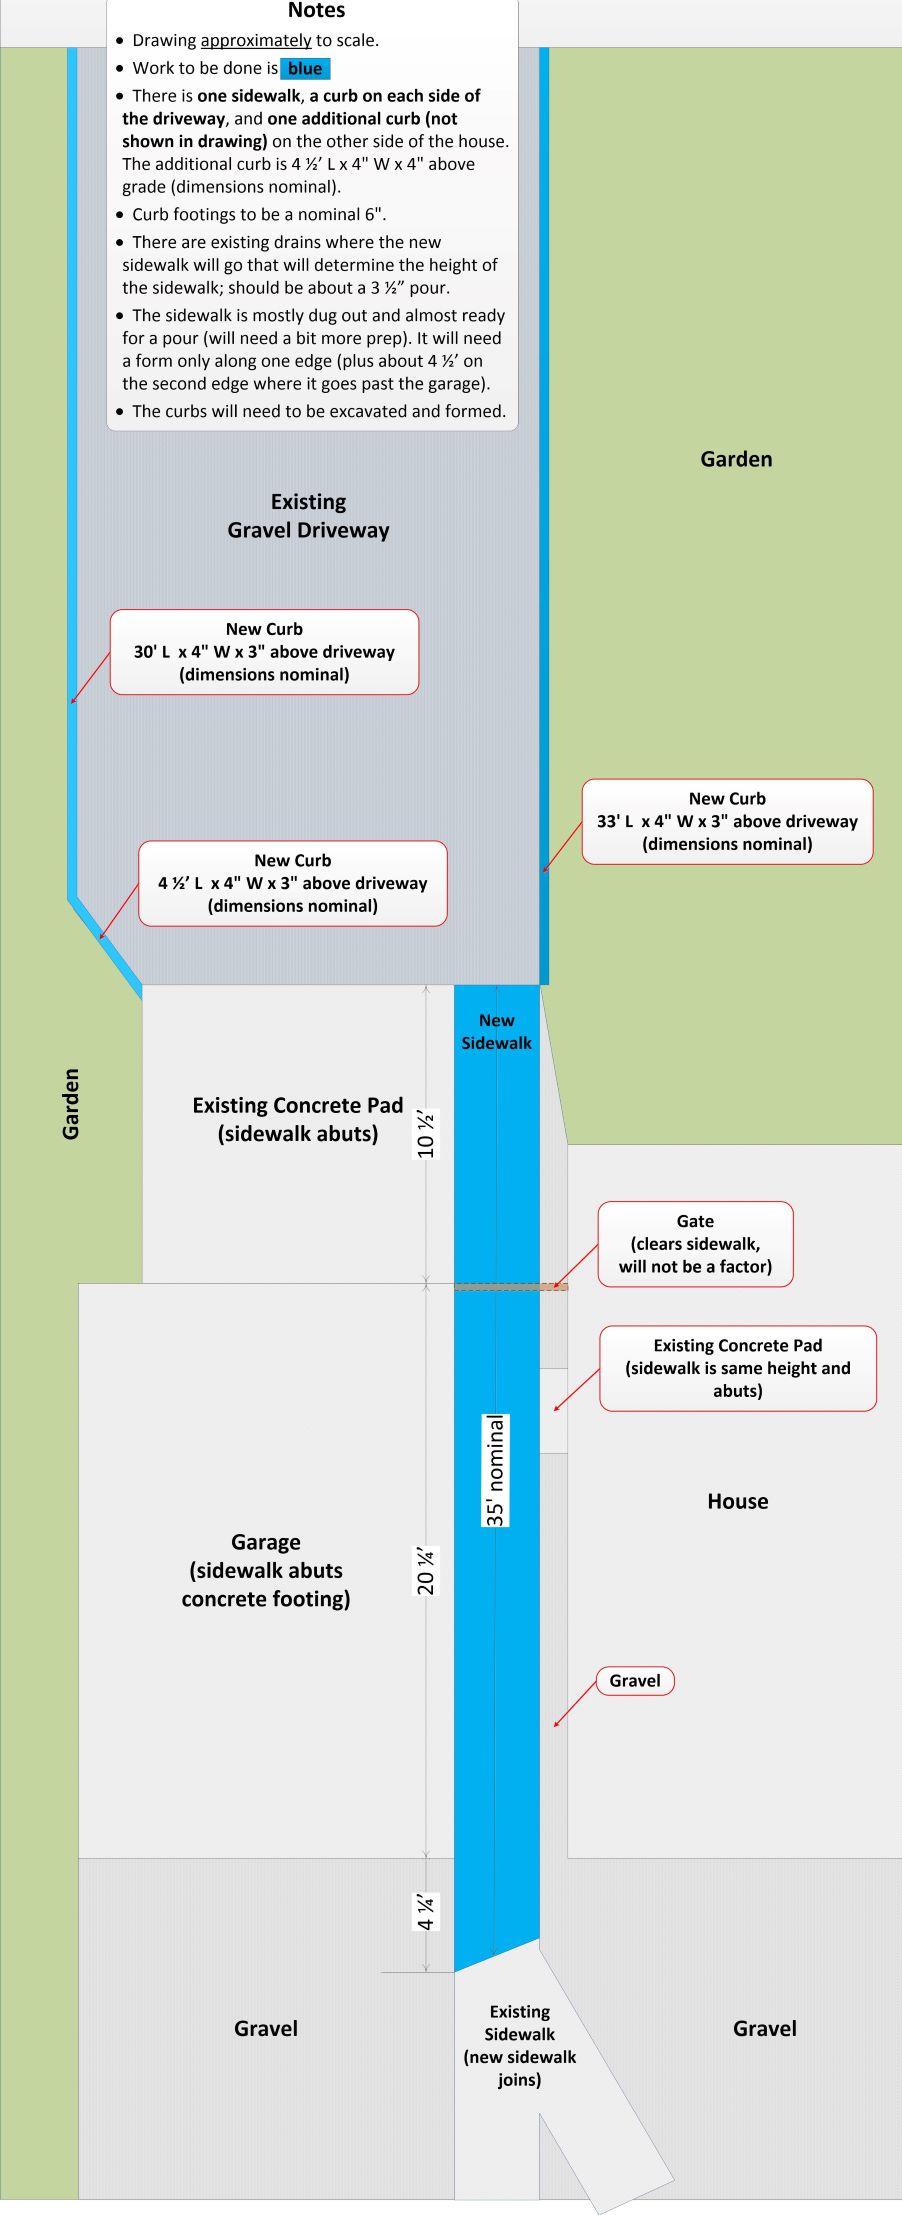 Notes
• Drawing approximately to scale.
• Work to be done is blue
• There is one sidewalk, a curb on each side of
the driveway, and one additional curb (not
shown in drawing) on the other side of the house.
The additional curb is 4 ½’ L x 4" W x 4" above
grade (dimensions nominal).
• Curb footings to be a nominal 6".
• There are existing drains where the new
sidewalk will go that will determine the height of
the sidewalk; should be about a 3 ½” pour.
• The sidewalk is mostly dug out and almost ready
for a pour (will need a bit more prep). It will need
a form only along one edge (plus about 4 ½’ on
the second edge where it goes past the garage).
• The curbs will need to be excavated and formed.
Garden
Existing
Gravel Driveway
New Curb
30' L  x 4" W x 3" above driveway
(dimensions nominal)
New Curb
33' L  x 4" W x 3" above driveway
(dimensions nominal)
New Curb
4 ½’ L  x 4" W x 3" above driveway
(dimensions nominal)
New
Sidewalk
Garden
Existing Concrete Pad
(sidewalk abuts)
10 ½’
Gate
(clears sidewalk,
will not be a factor)
Existing Concrete Pad
(sidewalk is same height and
abuts)
35' nominal
House
Garage
(sidewalk abuts
concrete footing)
20 ¼’
Gravel
4 ¼’
Gravel
Existing
Sidewalk
(new sidewalk
joins)
Gravel